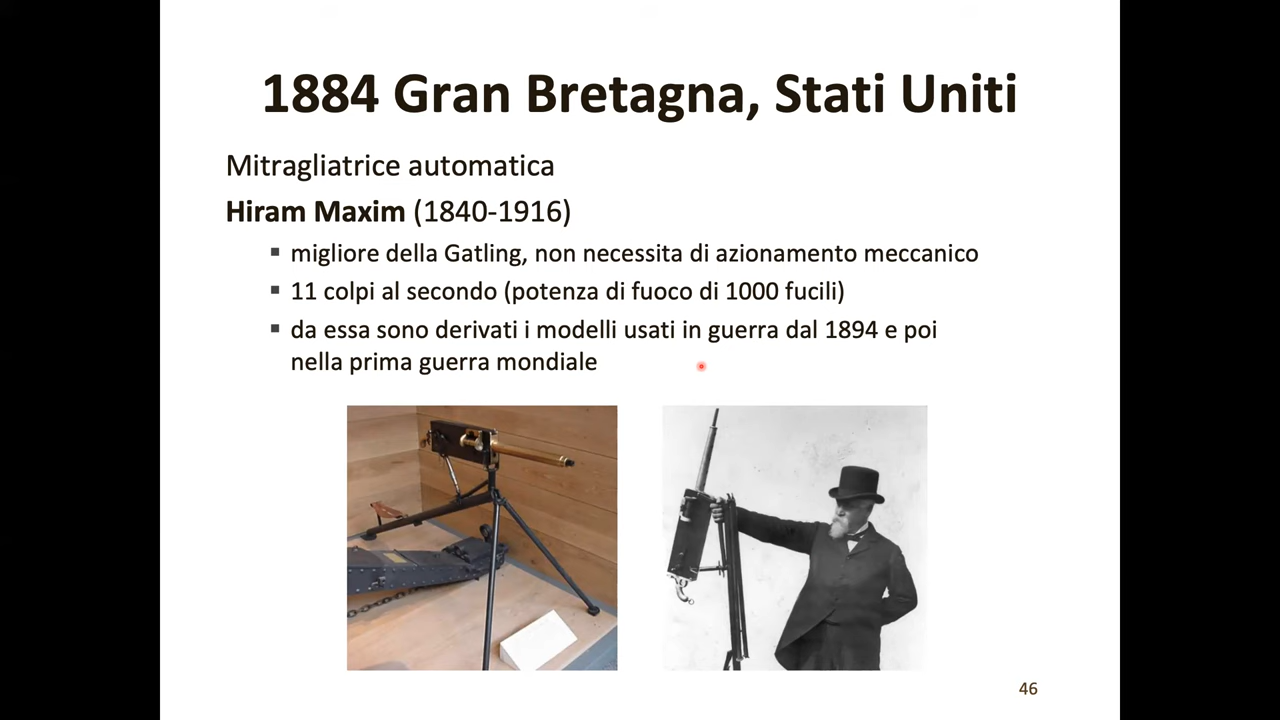 1884 Gran Bretagna, Stati Uniti
Mitragliatrice automatica
Hiram Maxim (1840-1916)
▪ migliore della Gatling, non necessita di azionamento meccanico
▪ 11 colpi al secondo (potenza di fuoco di 1000 fucili)
▪ da essa sono derivati i modelli usati in guerra dal 1894 e poi
nella prima guerra mondiale
46